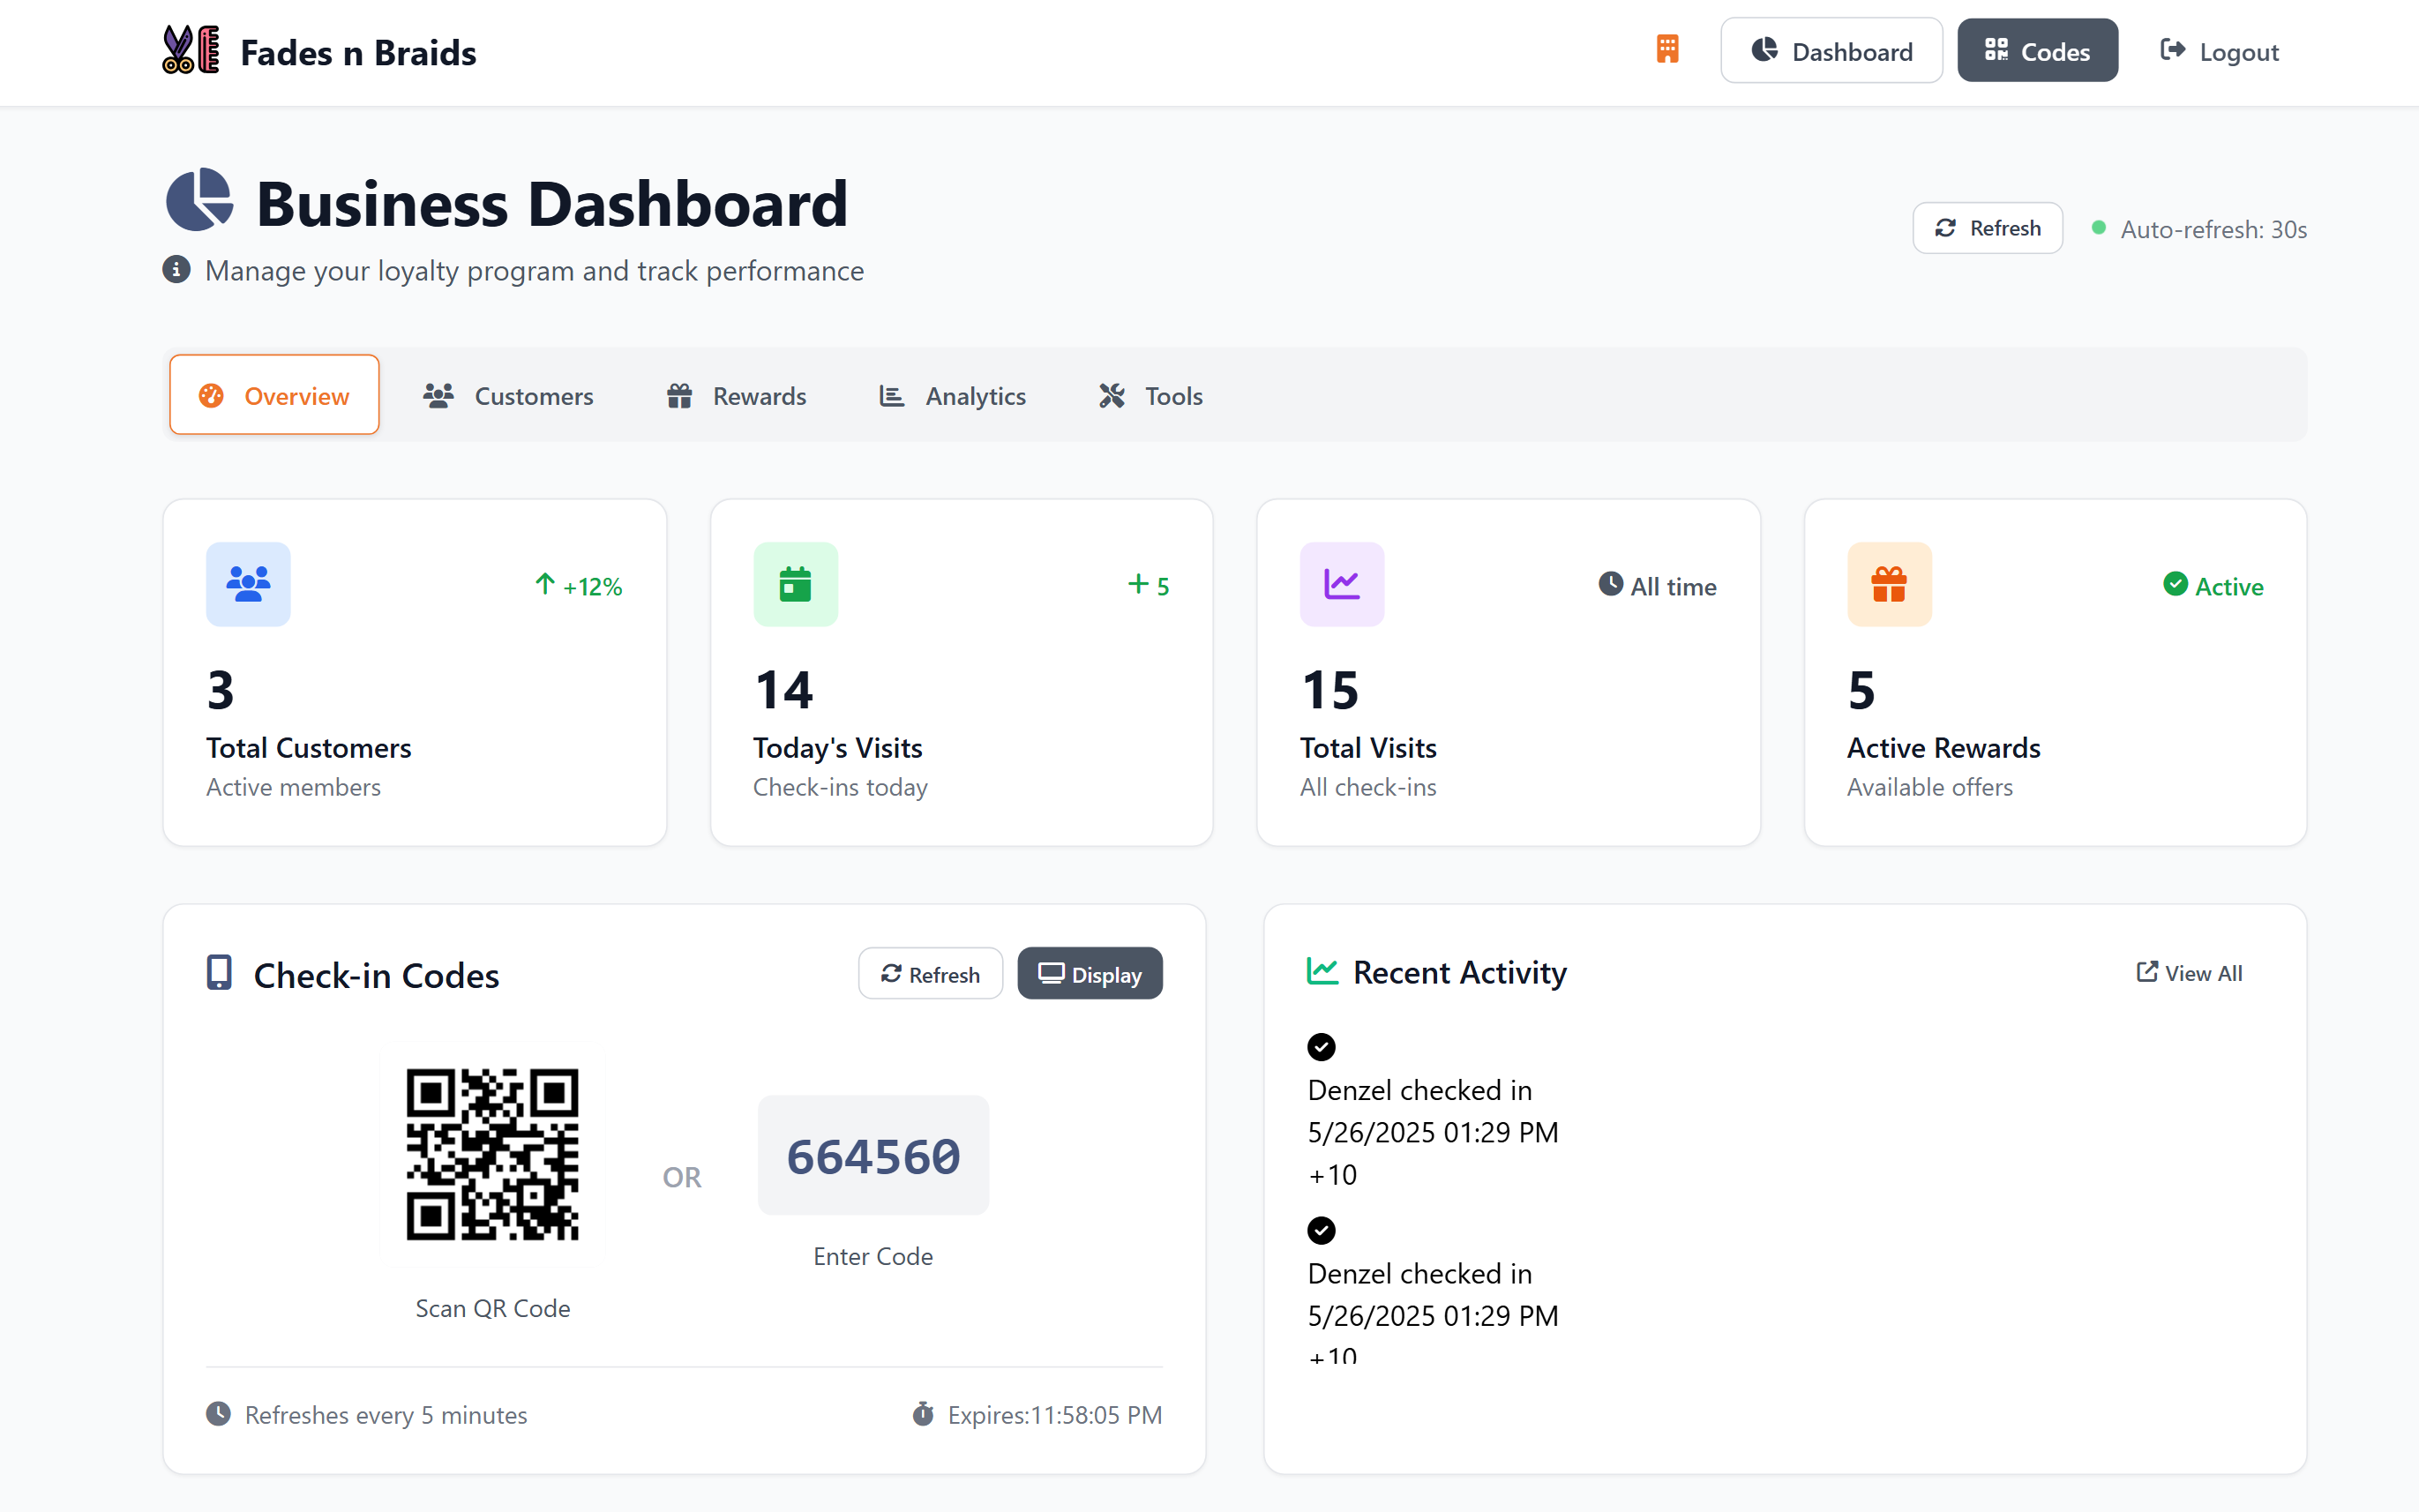 Fades n Braids
Dashboard
Codes
Logout
Business Dashboard
Manage your loyalty program and track performance
Refresh
Auto-refresh: 30s
Overview
Customers
Rewards
Analytics
Tools
+12%
3
Total Customers
Active members
+ 5
14
Today's Visits
Check-ins today
All time
15
Total Visits
All check-ins
Active
5
Active Rewards
Available offers
Check-in Codes
Refresh
Display
Scan QR Code
OR
664560
Enter Code
Refreshes every 5 minutes
Expires:11:58:05 PM
Recent Activity
View All
Denzel checked in
5/26/2025 01:29 PM
+10
Denzel checked in
5/26/2025 01:29 PM
+10